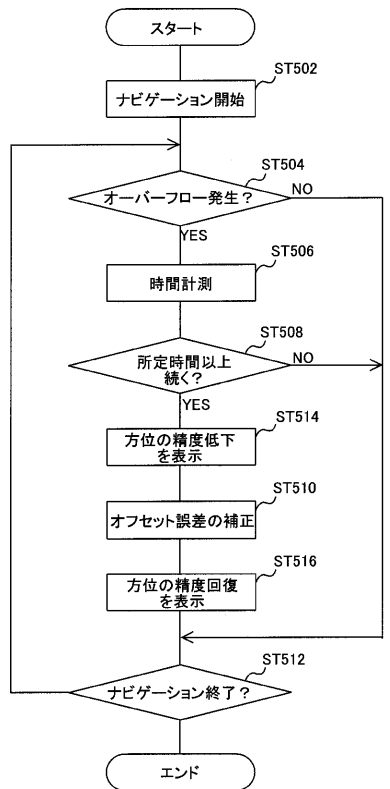 スタート
ST502
ナビゲーション開始
ST504
オーバーフロー発生?
NO
YES
ST506
時間計測
ST508
所定時間以上
続く?
NO
YES
ST514
方位の精度低下
を表示
ST510
オフセット誤差の補正
ST516
方位の精度回復
を表示
ST512
ナビゲーション終了?
エンド